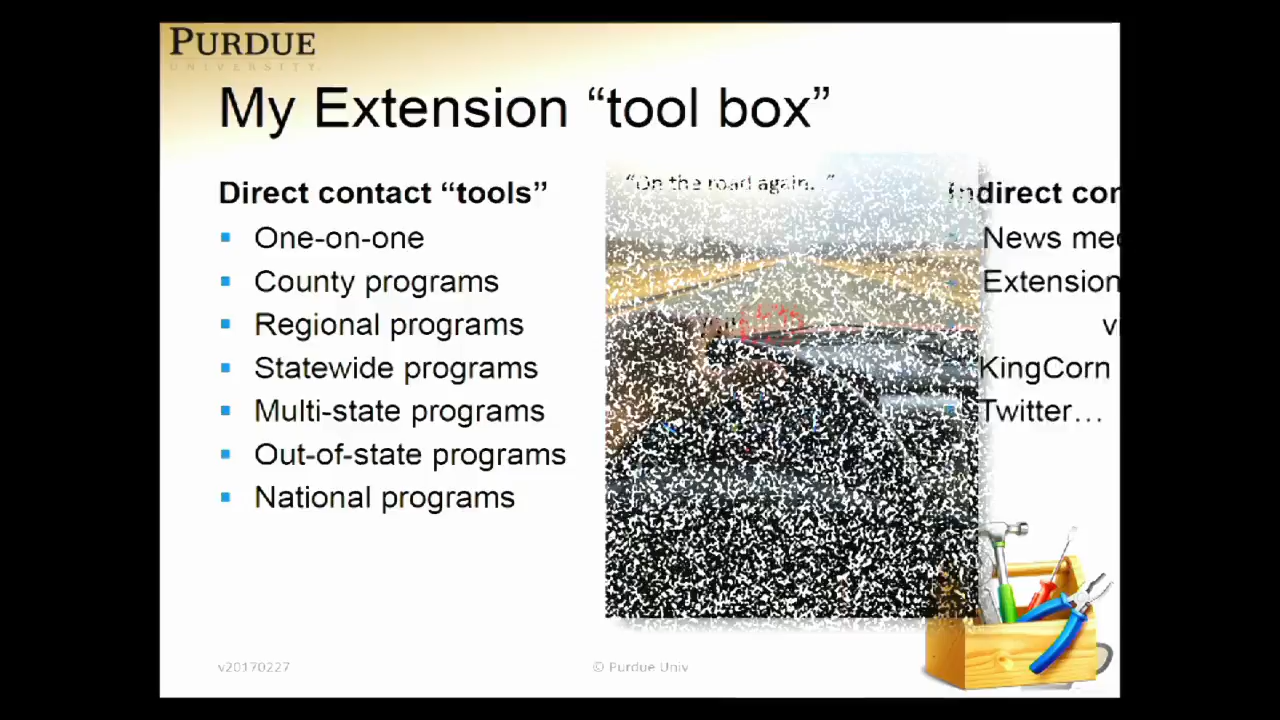 PURDUE
UNIVERSITY
My Extension “tool box”
Direct contact “tools”
One-on-one
County programs
Regional programs
Statewide programs
Multi-state programs
Out-of-state programs
National programs
“On the road again…”
Indirect con
News med
Extension
KingCorn
Twitter…
v20170227
© Purdue Univ